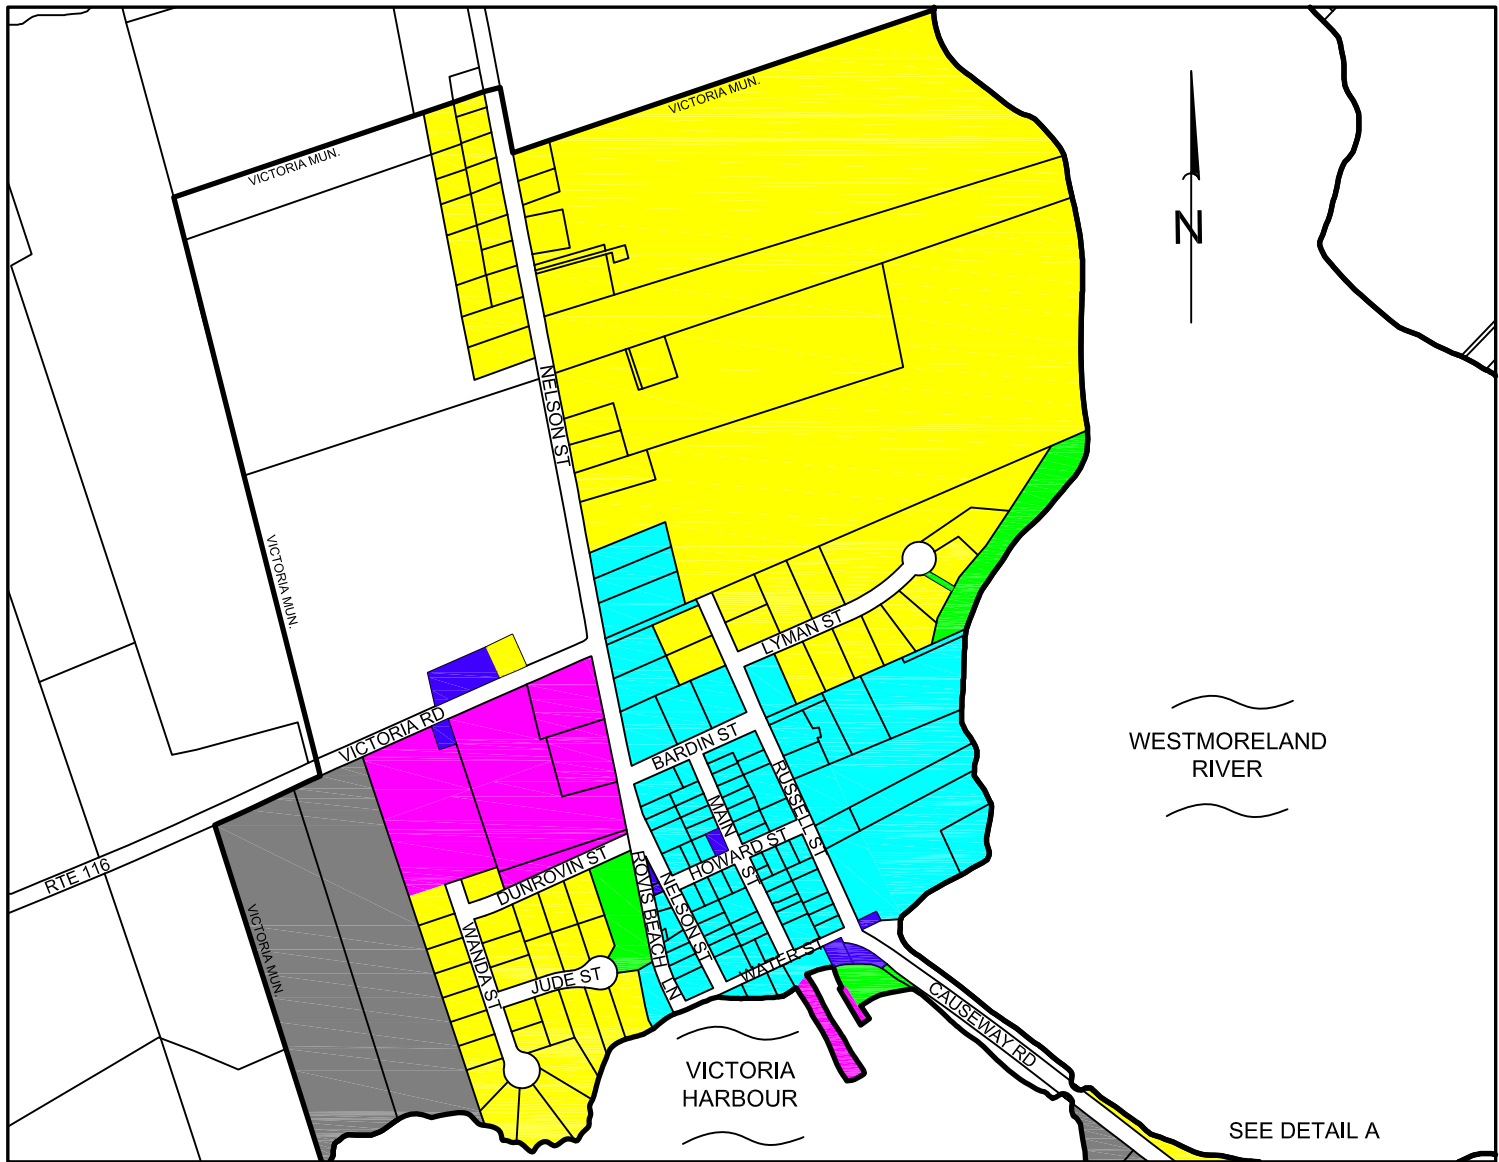 VICTORIA MUN.
VICTORIA MUN.
N
NELSON ST
VICTORIA MUN.
LYMAN ST
VICTORIA RD
BARDIN ST
WESTMORELAND
RIVER
RUSSELL ST
MAIN ST
HOWARD ST
RTE 116
DUNROVIN ST
ROVIS BEACH LN
NELSON ST
VICTORIA MUN.
WANDA ST
JUDE ST
WATER ST
CAUSEWAY RD
VICTORIA
HARBOUR
SEE DETAIL A